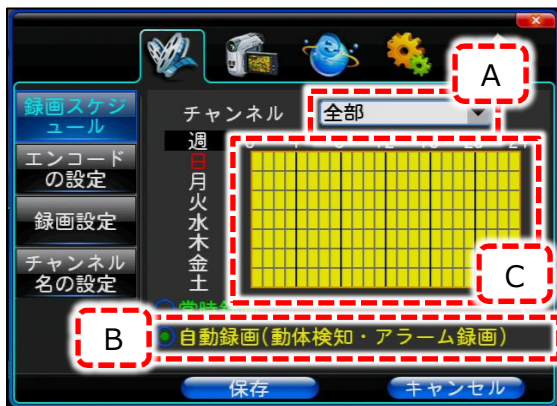 A
録画スケジ
ュール
チャンネル 全部
週
日
月
火
水
木
金
土
エンコード
の設定
録画設定
チャンネル
名の設定
C
B
自動録画(動体検知・アラーム録画)
保存 キャンセル